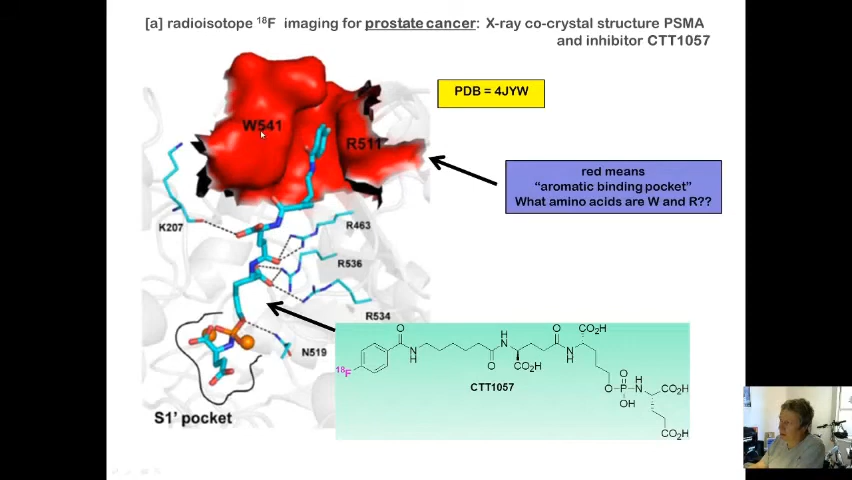 [a] radioisotope ¹⁸F imaging for prostate cancer: X-ray co-crystal structure PSMA
and inhibitor CTT1057
PDB = 4JYW
W541
R511
red means
"aromatic binding pocket"
What amino acids are W and R??
K207
R463
R536
R534
N519
S1' pocket
O
N
H
O
H
N
CO₂H
O
N
H
CO₂H
O
P
O
OH
H
N
CO₂H
CO₂H
¹⁸F
CTT1057